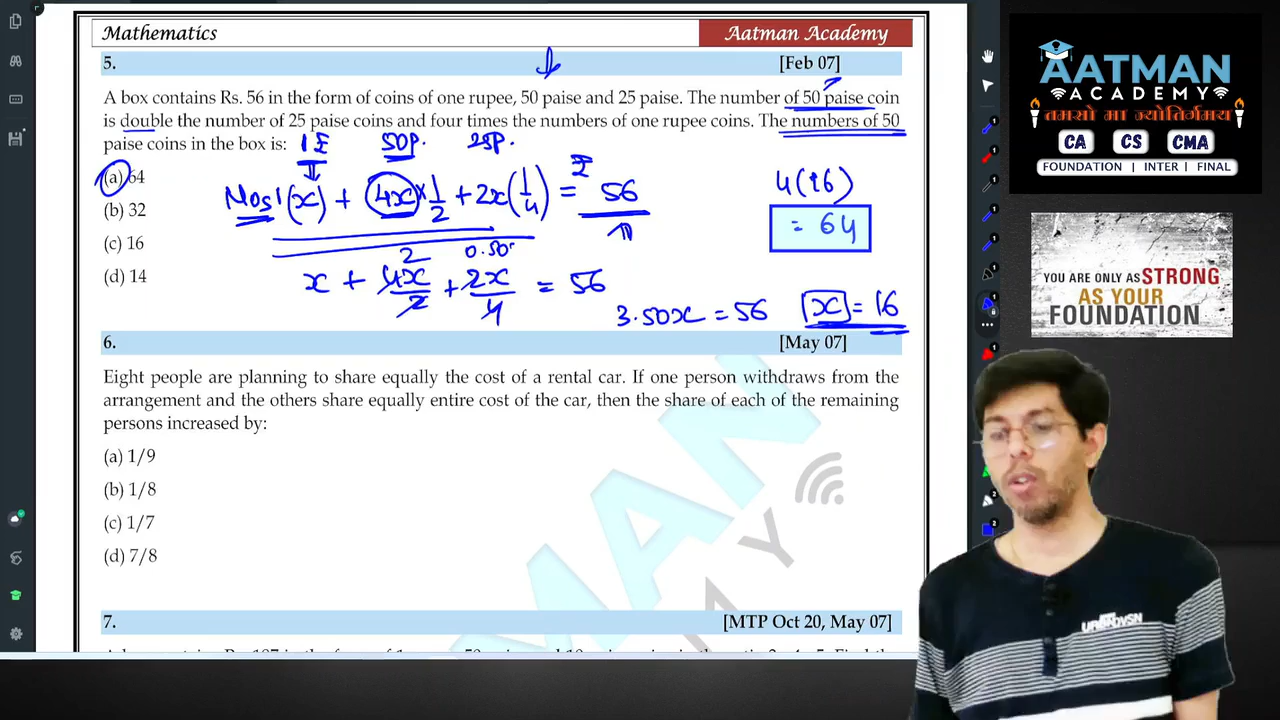 Mathematics
Aatman Academy
5.
[Feb 07]
A box contains Rs. 56 in the form of coins of one rupee, 50 paise and 25 paise. The number of 50 paise coin
is double the number of 25 paise coins and four times the numbers of one rupee coins. The numbers of 50
paise coins in the box is:
1₹ 50p. 25p.
(a) 64
Nos 1(x) + 4x × 1/2 + 2x(1/4) = ₹ 56
4(16)
= 64
(b) 32
(c) 16
2 0.50
(d) 14
x + 4x/2 + 2x/4 = 56
3.50x = 56
x = 16
6.
[May 07]
Eight people are planning to share equally the cost of a rental car. If one person withdraws from the
arrangement and the others share equally entire cost of the car, then the share of each of the remaining
persons increased by:
(a) 1/9
(b) 1/8
(c) 1/7
(d) 7/8
7.
[MTP Oct 20, May 07]
AATMAN
ACADEMY
तमसो मा ज्योतिर्गमय
CA CS CMA
FOUNDATION | INTER | FINAL
YOU ARE ONLY AS STRONG
AS YOUR
FOUNDATION